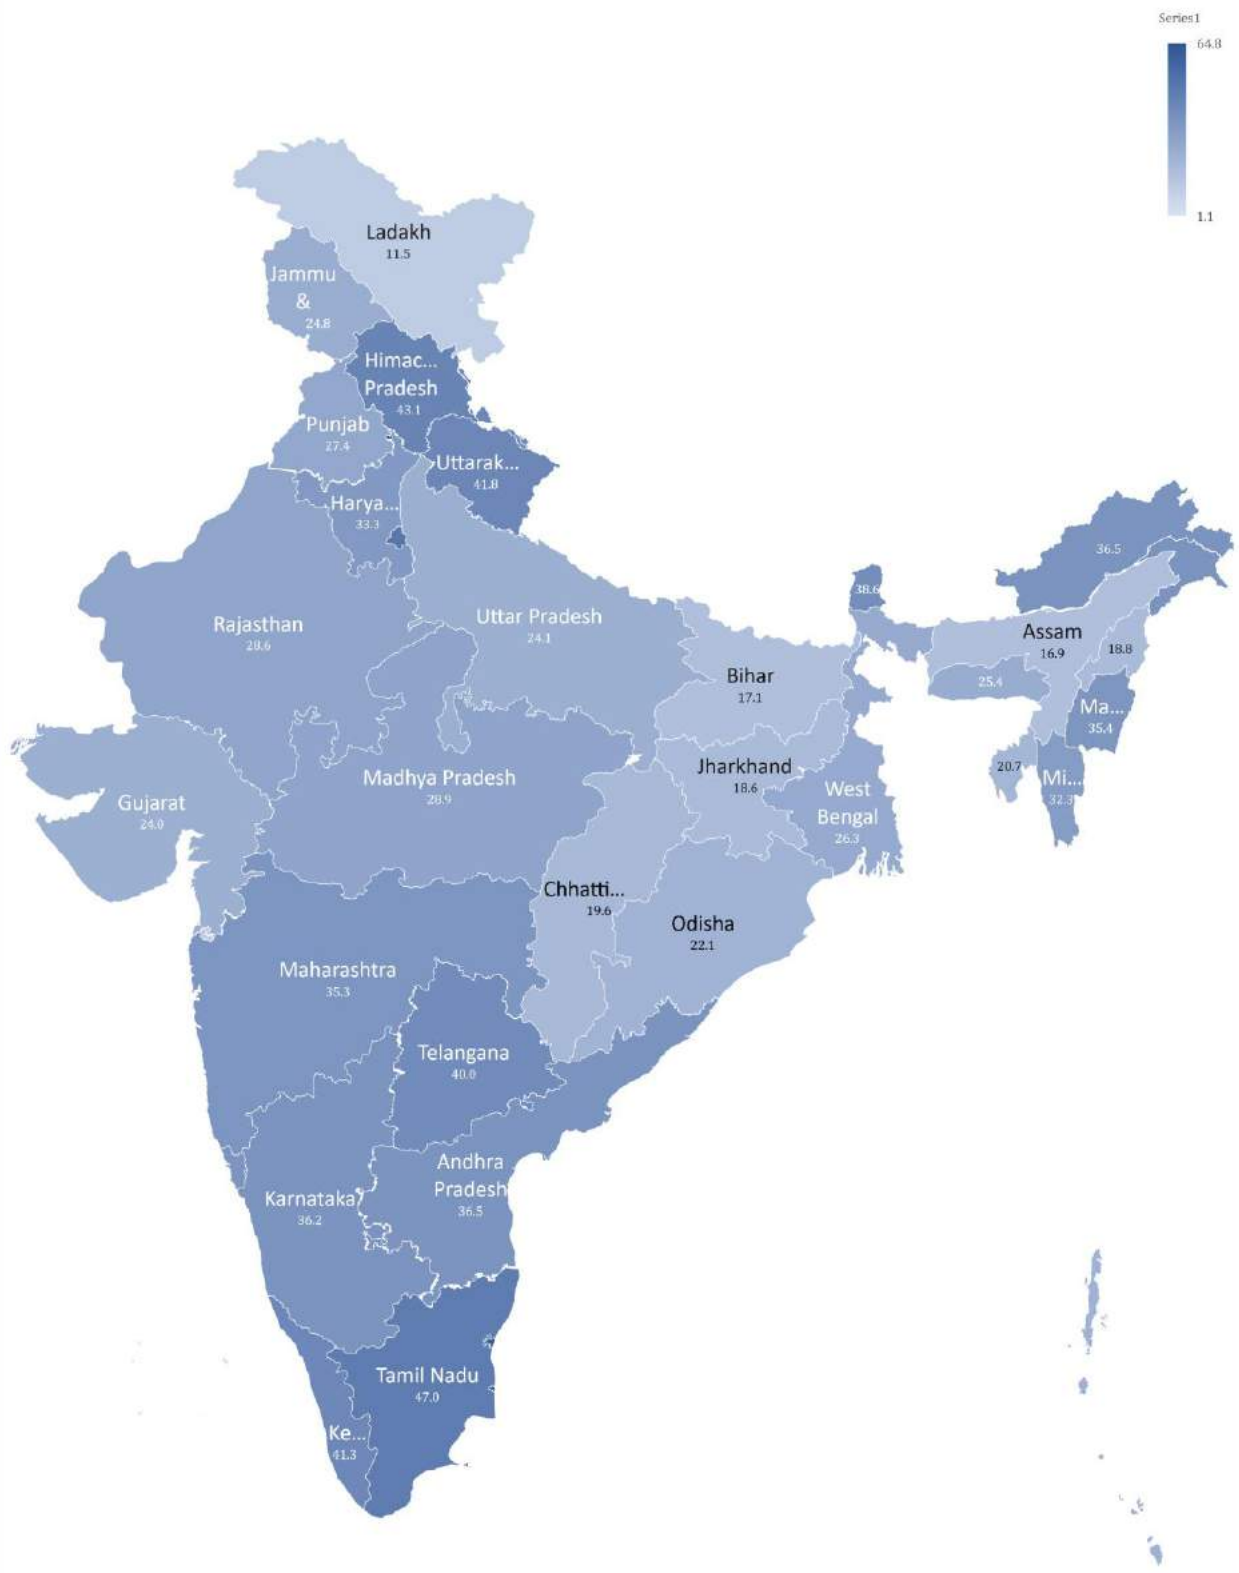 Series1
64.8
1.1
Ladakh
11.5
Jammu
&
24.8
Himac...
Pradesh
43.1
Punjab
27.4
Uttarak...
41.8
Harya...
33.3
Rajasthan
28.6
Uttar Pradesh
24.1
38.6
36.5
Assam
16.9
18.8
25.4
Bihar
17.1
Ma...
35.4
20.7
Mi...
32.3
Jharkhand
18.6
Madhya Pradesh
28.9
Gujarat
24.0
West
Bengal
26.3
Chhatti...
19.6
Odisha
22.1
Maharashtra
35.3
Telangana
40.0
Andhra
Pradesh
36.5
Karnataka
36.2
Tamil Nadu
47.0
Ke...
41.3